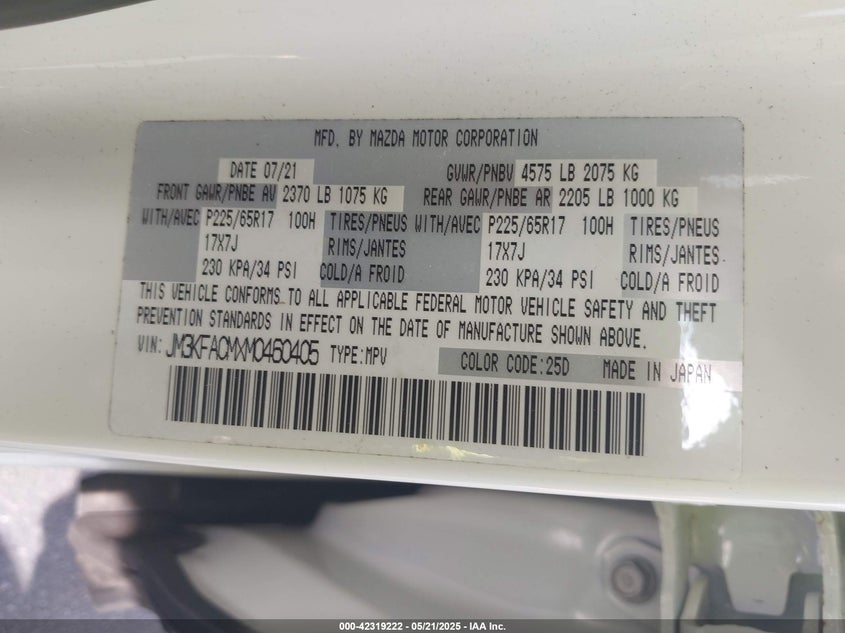 MFD. BY MAZDA MOTOR CORPORATION
DATE 07/21 GVWR/PNBV 4575 LB 2075 KG
FRONT GAWR/PNBE AV 2370 LB 1075 KG REAR GAWR/PNBE AR 2205 LB 1000 KG
WITH/AVEC P225/65R17 100H TIRES/PNEUS WITH/AVEC P225/65R17 100H TIRES/PNEUS
17X7J RIMS/JANTES 17X7J RIMS/JANTES
230 KPA/34 PSI COLD/A FROID 230 KPA/34 PSI COLD/A FROID
THIS VEHICLE CONFORMS TO ALL APPLICABLE FEDERAL MOTOR VEHICLE SAFETY AND THEFT
PREVENTION STANDARDS IN EFFECT ON THE DATE OF MANUFACTURE SHOWN ABOVE.
VIN: JM3KFACMXM0450405 TYPE:MPV COLOR CODE:25D MADE IN JAPAN
000-42319222 - 05/21/2025 - IAA Inc.